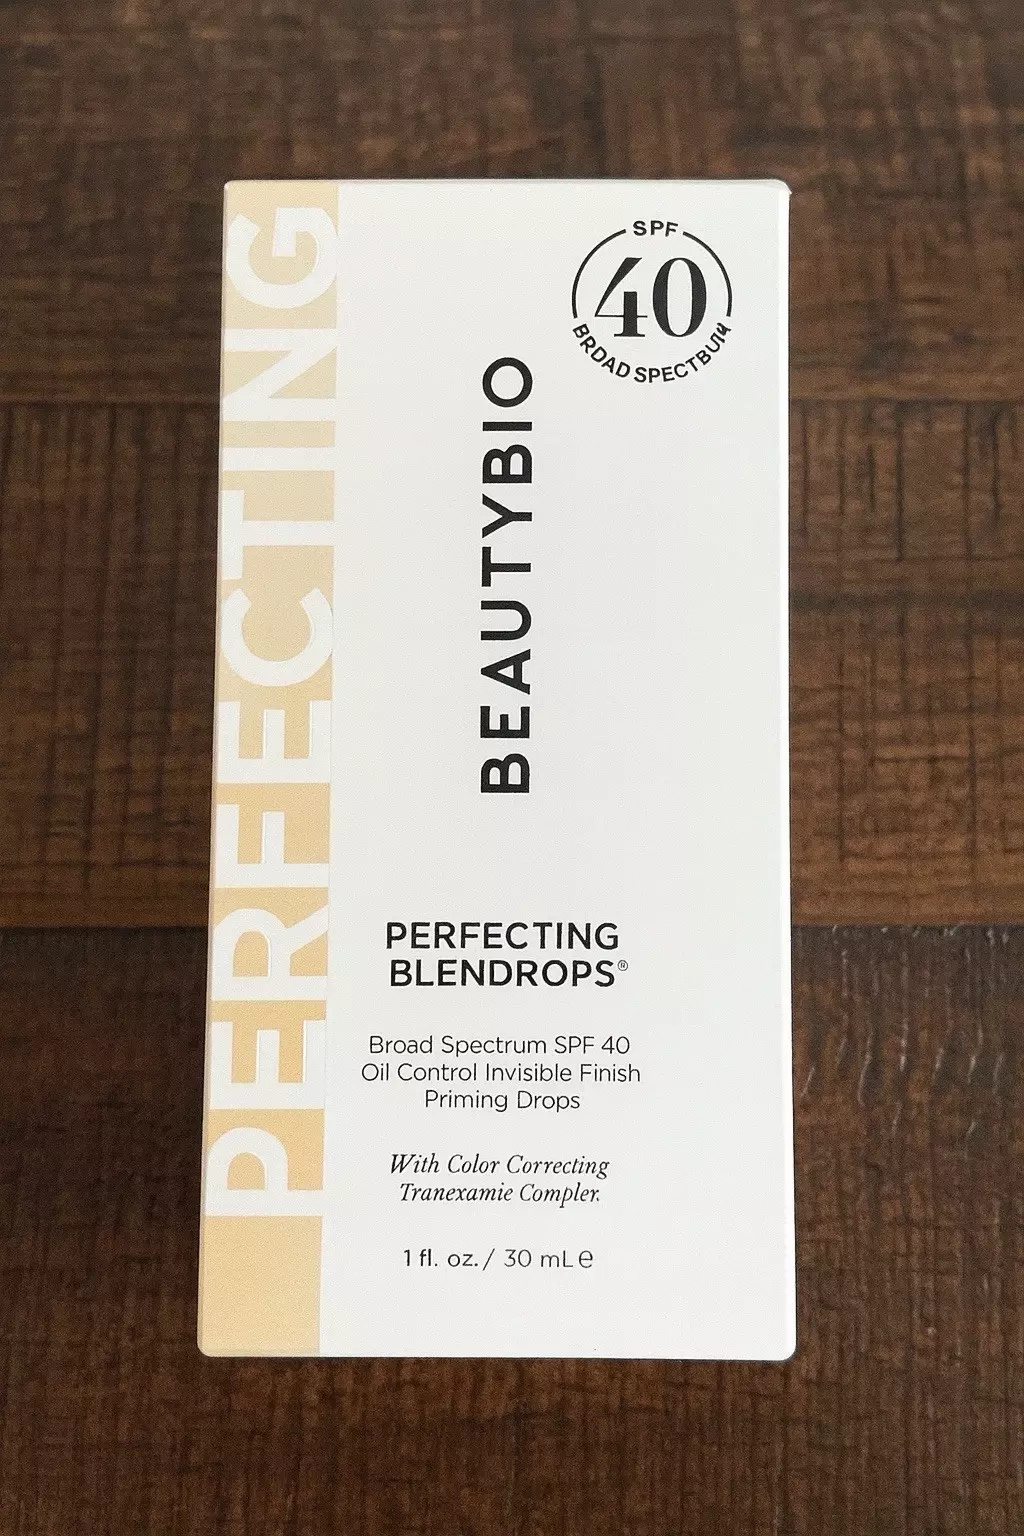 PERFECTING
SPF
40
BRDAD SPECTBUM
BEAUTYBIO
PERFECTING
BLENDROPS®
Broad Spectrum SPF 40
Oil Control Invisible Finish
Priming Drops
With Color Correcting
Tranexamie Compler.
1 fl. oz. / 30 mL ℮